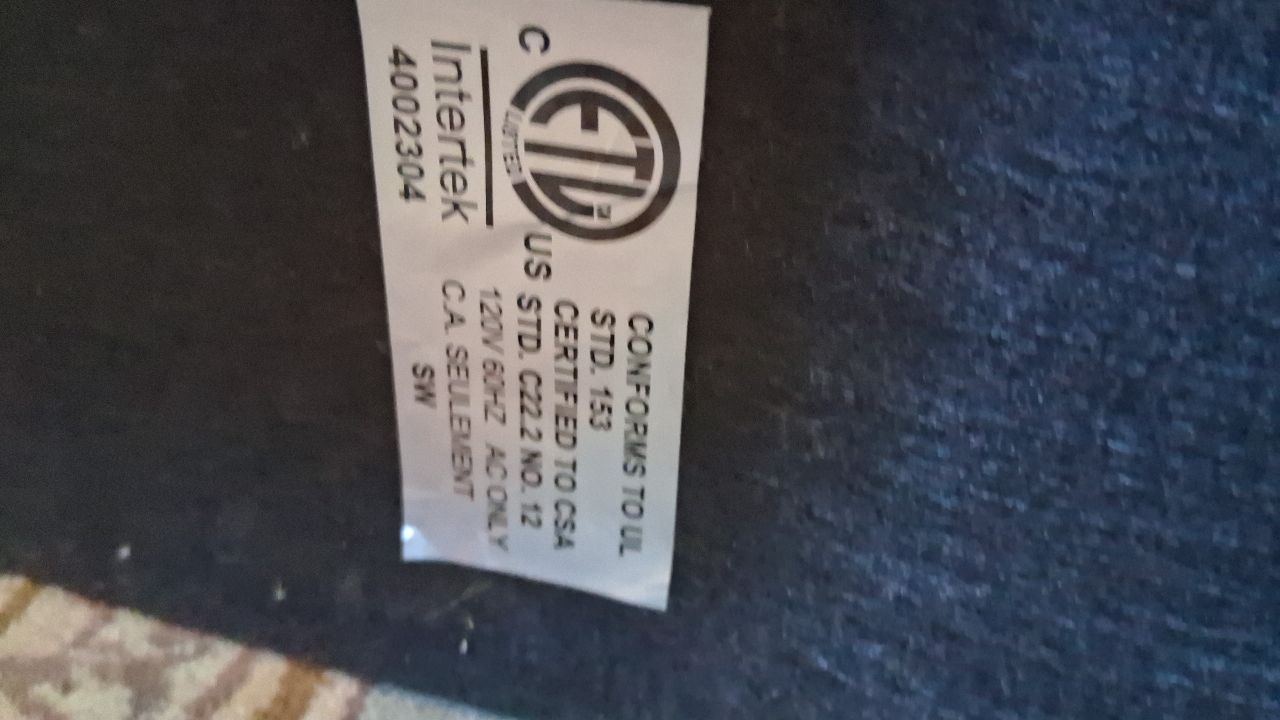 C ETL US
LISTED
Intertek
4002304
CONFORMS TO UL
STD. 153
CERTIFIED TO CSA
STD. C22.2 NO. 12
120V 60HZ AC ONLY
C.A. SEULEMENT
SW